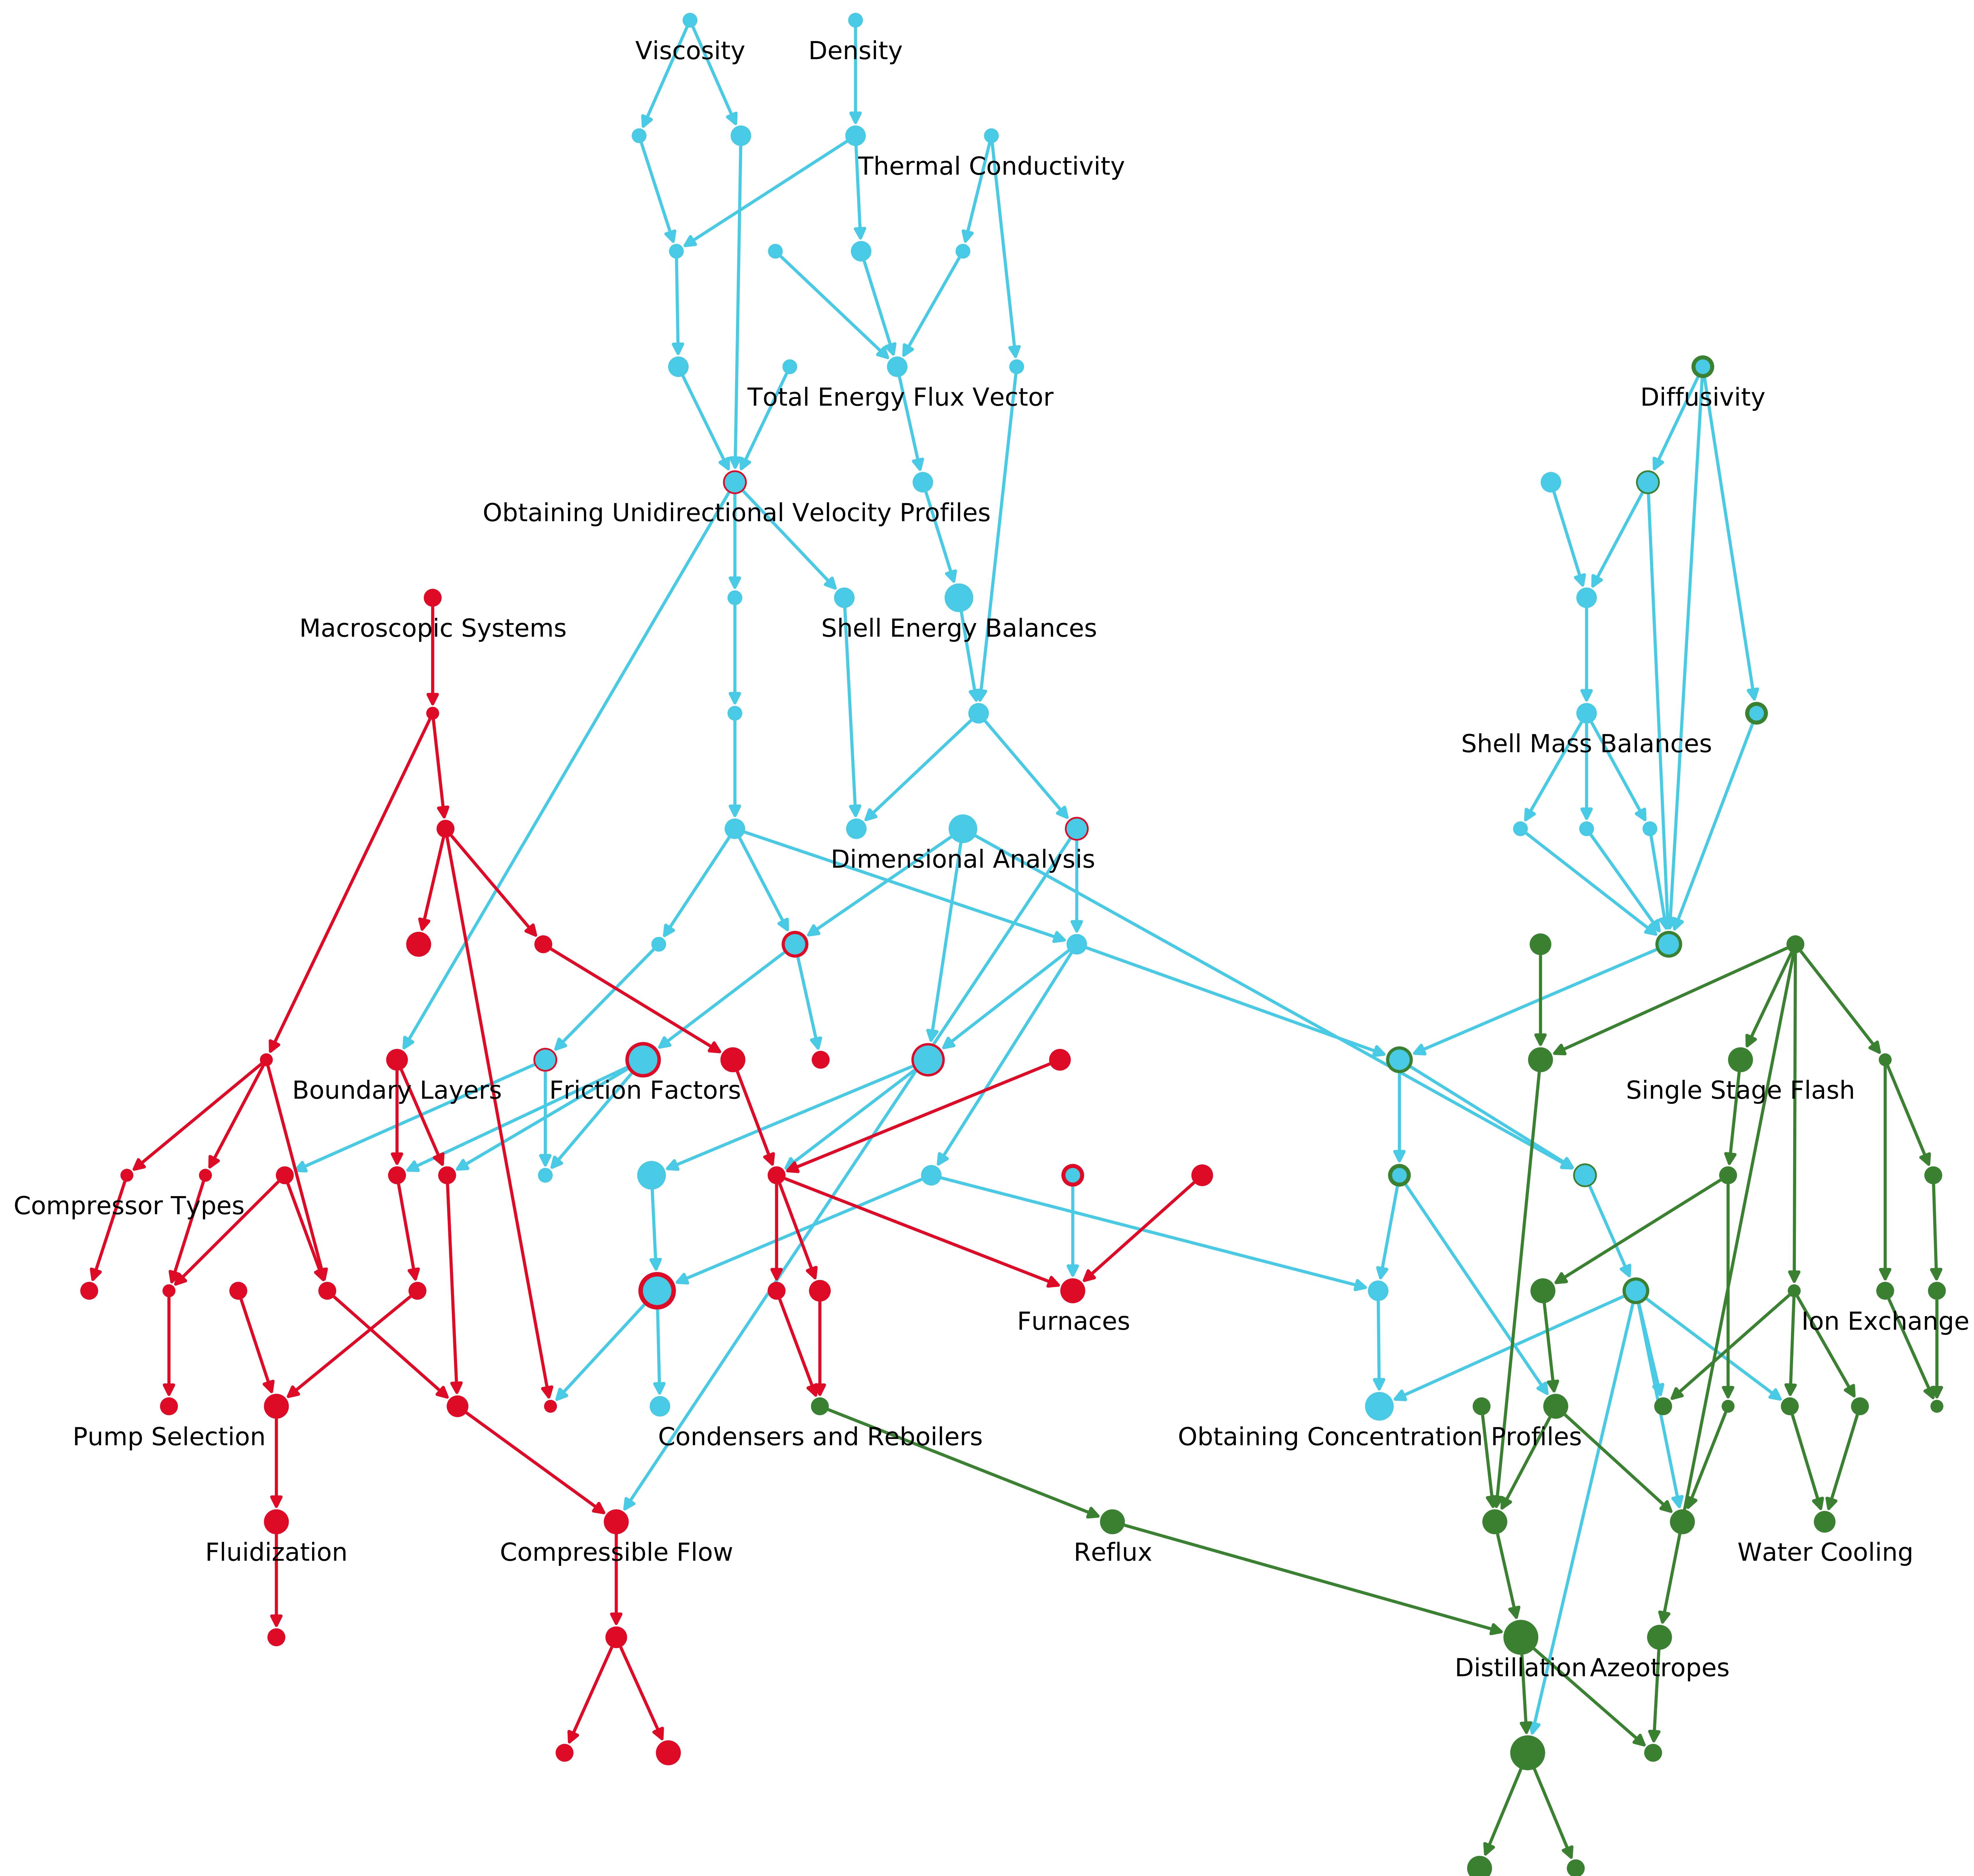 Viscosity
Density
Thermal Conductivity
Total Energy Flux Vector
Diffusivity
Obtaining Unidirectional Velocity Profiles
Macroscopic Systems
Shell Energy Balances
Shell Mass Balances
Dimensional Analysis
Boundary Layers
Friction Factors
Single Stage Flash
Compressor Types
Furnaces
Ion Exchange
Pump Selection
Condensers and Reboilers
Obtaining Concentration Profiles
Fluidization
Compressible Flow
Reflux
Water Cooling
Distillation
Azeotropes